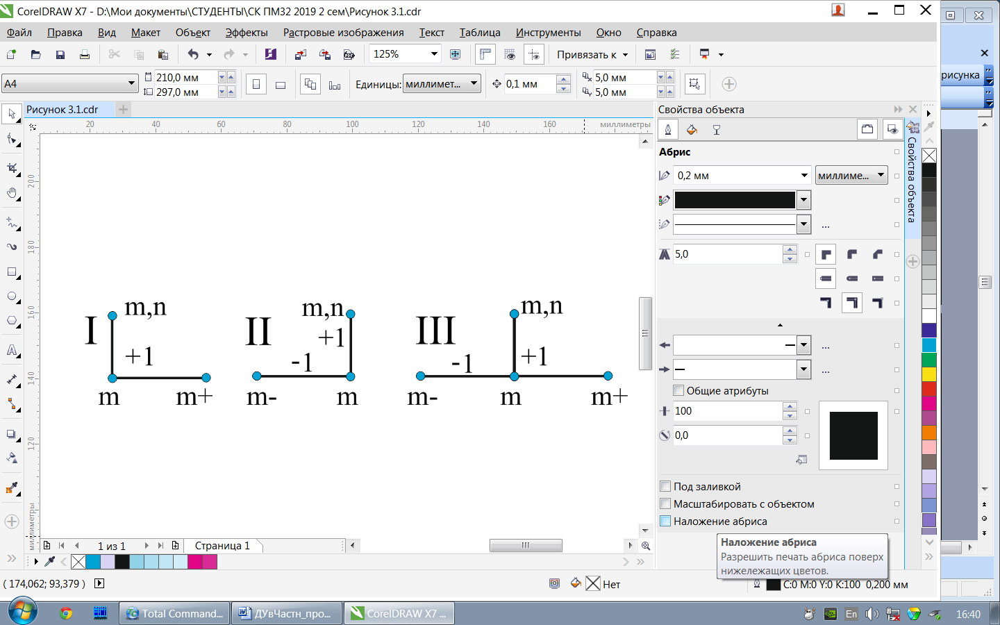 CorelDRAW X7 - D:\Мои документы\СТУДЕНТЫ\СК ПМ32 2019 2 сем\Рисунок 3.1.cdr
Файл Правка Вид Макет Объект Эффекты Растровые изображения Текст Таблица Инструменты Окно Справка
125% Привязать к
рисунка
A4 210,0 мм 297,0 мм Единицы: миллимет... 0,1 мм 5,0 мм 5,0 мм
Рисунок 3.1.cdr
Свойства объекта
20 40 60 80 100 120 140 160 миллиметры
200
180
160
140
120
миллиметры
Абрис
0,2 мм миллиме...
Свойства объекта
...
5,0
I m,n +1 m m+
II m,n +1 -1 m- m
III m,n -1 +1 m- m m+
...
...
Общие атрибуты
100
0,0
Под заливкой
Масштабировать с объектом
Наложение абриса
Наложение абриса
Разрешить печать абриса поверх
нижележащих цветов.
1 из 1 Страница 1
( 174,062; 93,379 ) Нет C:0 M:0 Y:0 K:100 0,200 мм
Total Command... ДУвЧастн_про... CorelDRAW X7 ... En 16:40